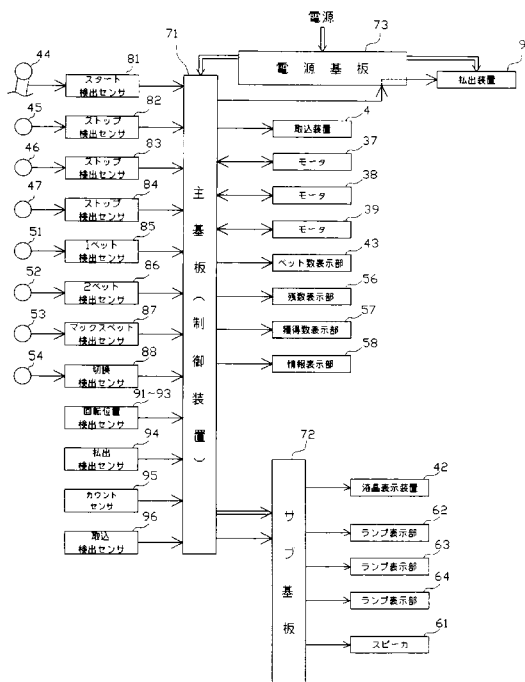 電源
73
電源基板
9
払出装置
71
44
81
スタート
検出センサ
45
82
ストップ
検出センサ
46
83
ストップ
検出センサ
47
84
ストップ
検出センサ
51
85
1ベット
検出センサ
52
86
2ベット
検出センサ
53
87
マックスベット
検出センサ
54
88
切換
検出センサ
91~93
回転位置
検出センサ
94
払出
検出センサ
95
カウント
センサ
96
取込
検出センサ
主基板(制御装置)
4
取込装置
37
モータ
38
モータ
39
モータ
43
ベット数表示部
56
残数表示部
57
獲得数表示部
58
情報表示部
72
サブ基板
42
液晶表示装置
62
ランプ表示部
63
ランプ表示部
64
ランプ表示部
61
スピーカ